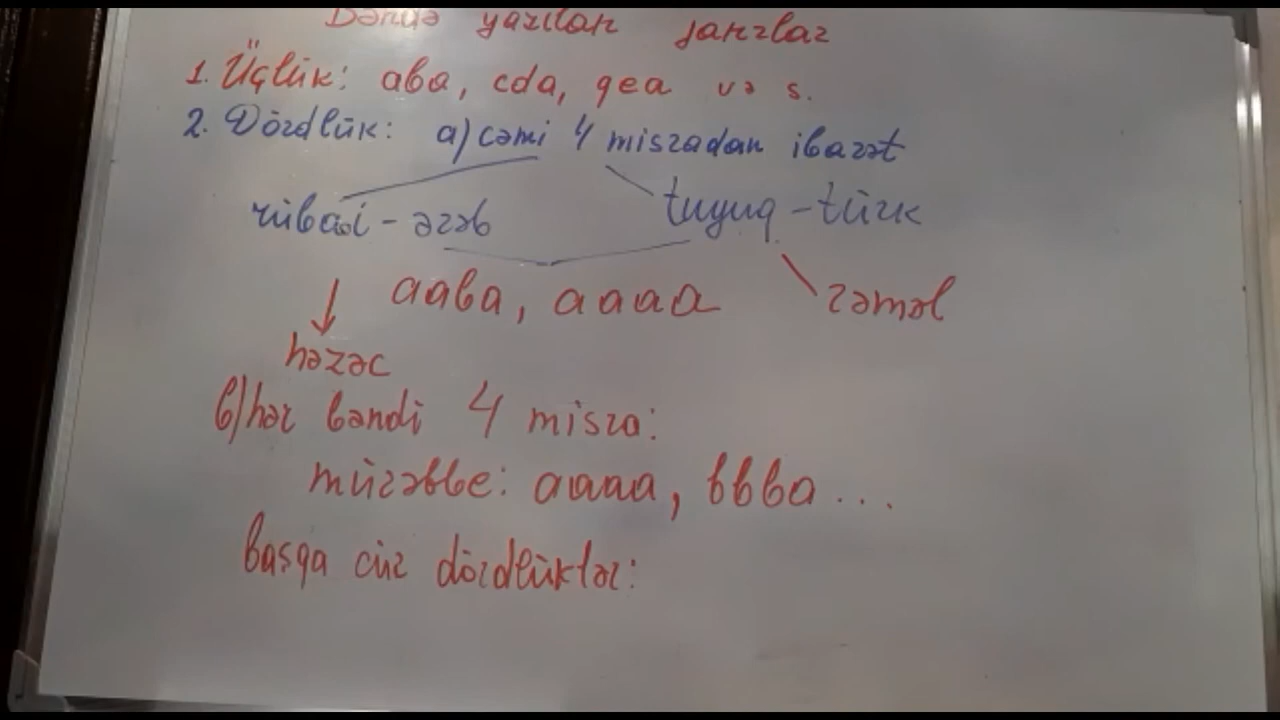 Bəndlə yazılan janrlar
1. Üçlük: aba, cda, qea və s.
2. Dördlük: a) cəmi 4 misradan ibarət
rübai - ərəb tuyuq - türk
aaba, aaaa rəməl
həzəc
b) hər bəndi 4 misra:
mürəbbe: aaaa, bbba ...
başqa cür dördlüklər: